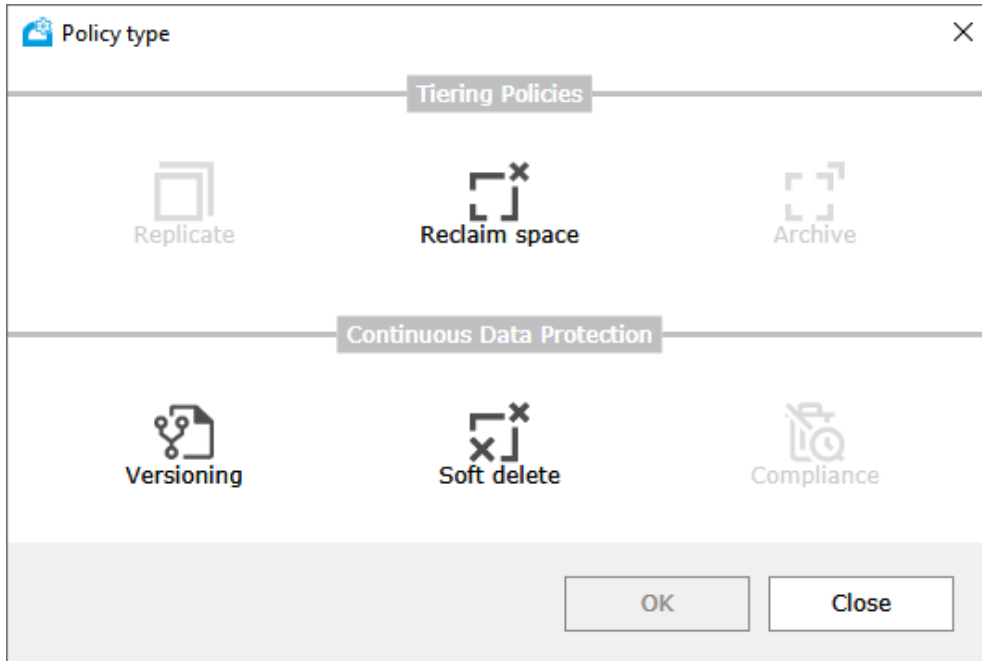 Policy type
Tiering Policies
Replicate
Reclaim space
Archive
Continuous Data Protection
Versioning
Soft delete
Compliance
OK
Close